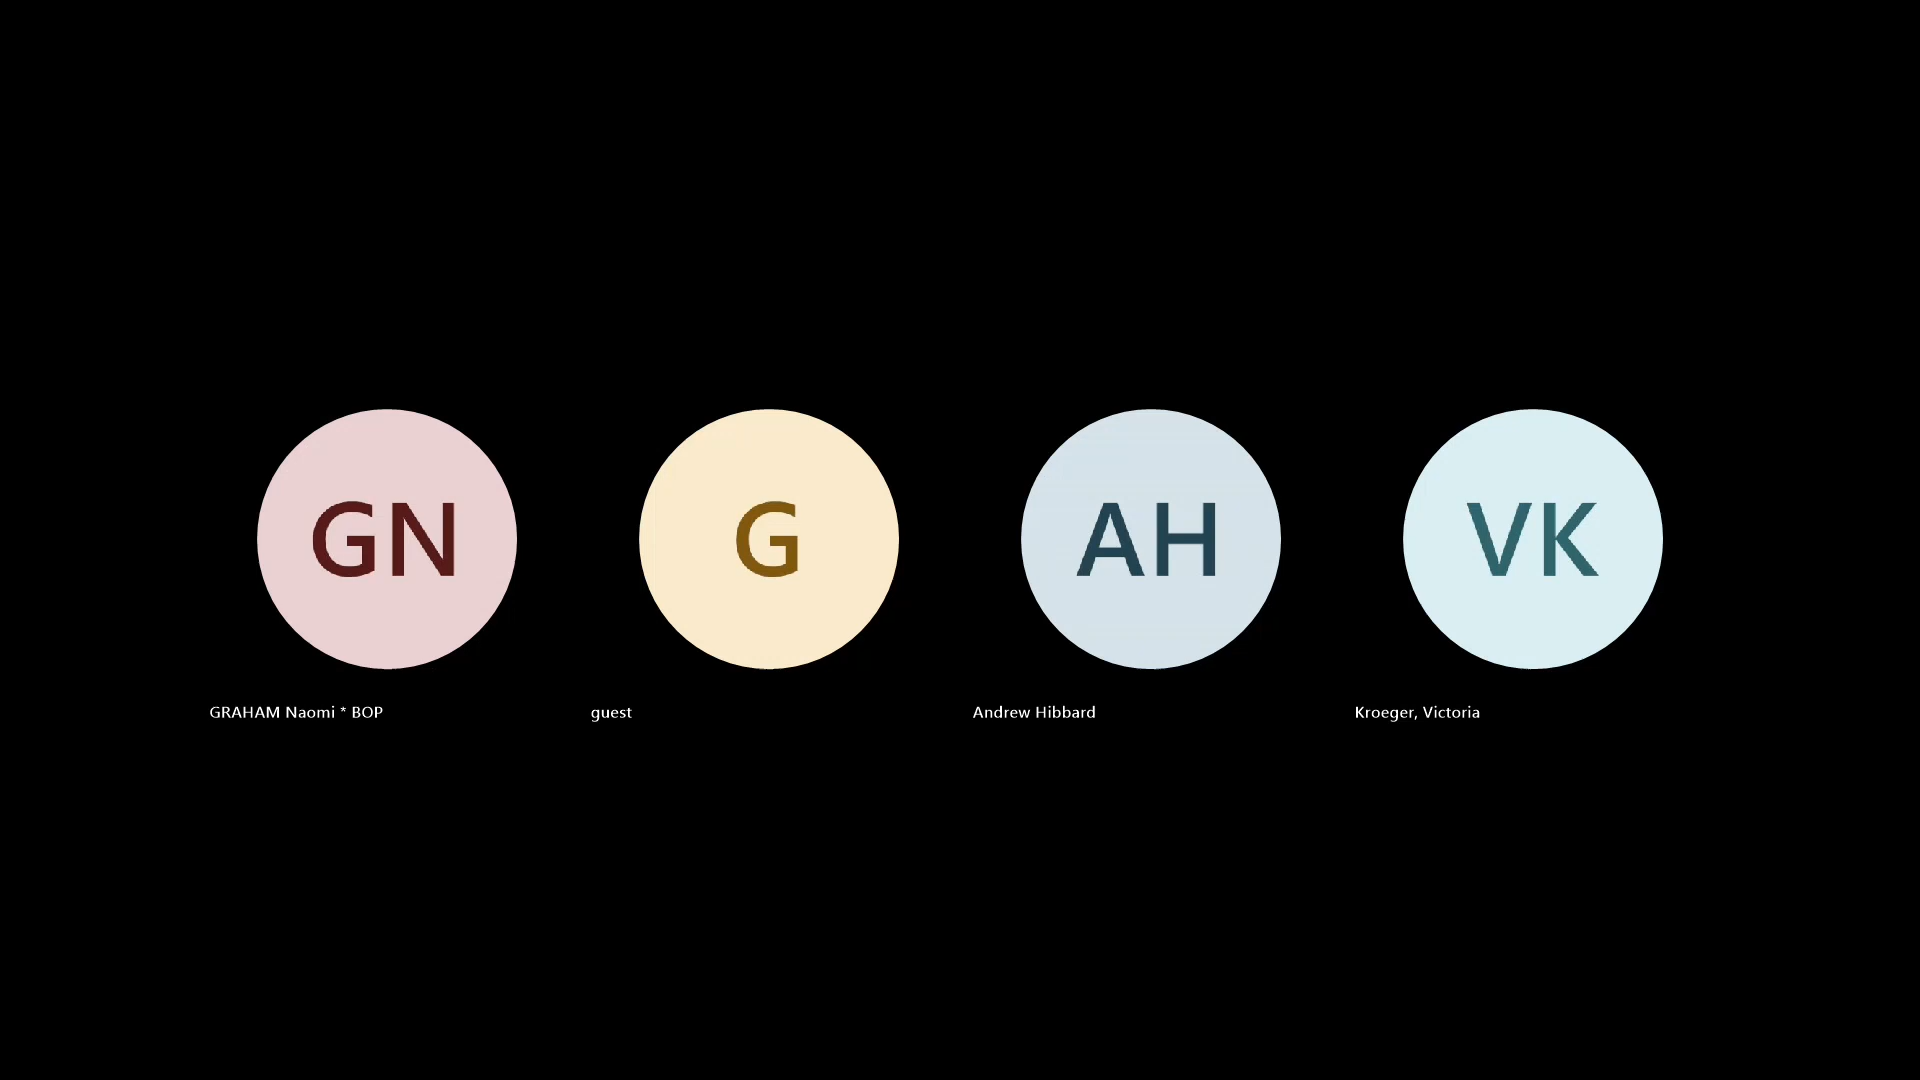 GN
G
AH
VK
GRAHAM Naomi * BOP
guest
Andrew Hibbard
Kroeger, Victoria